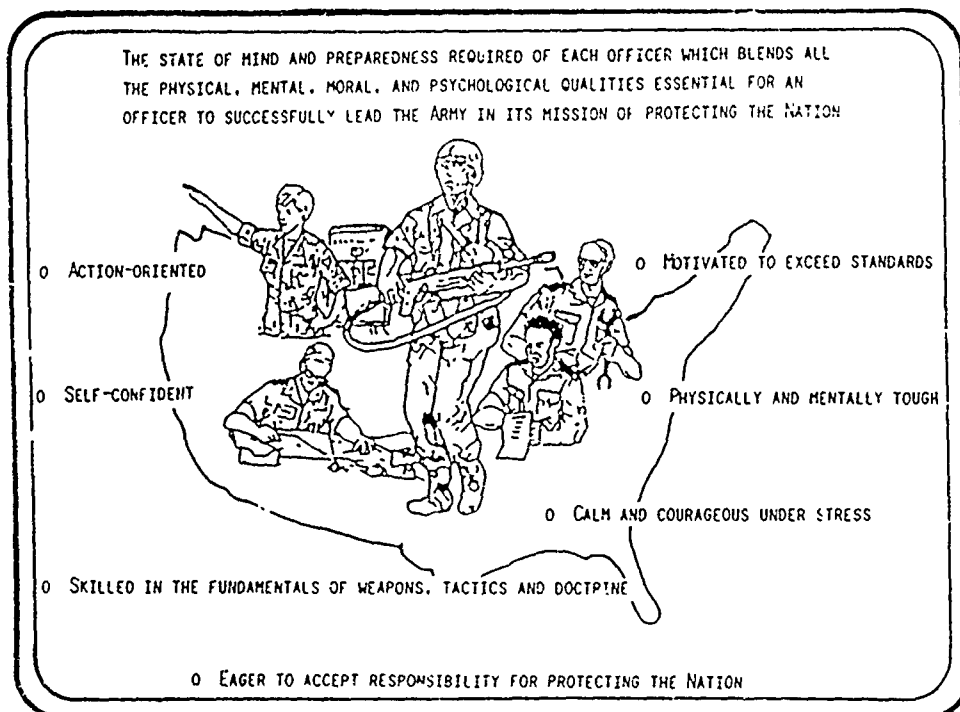 THE STATE OF MIND AND PREPAREDNESS REQUIRED OF EACH OFFICER WHICH BLENDS ALL
THE PHYSICAL, MENTAL, MORAL, AND PSYCHOLOGICAL QUALITIES ESSENTIAL FOR AN
OFFICER TO SUCCESSFULLY LEAD THE ARMY IN ITS MISSION OF PROTECTING THE NATION
o ACTION-ORIENTED
o MOTIVATED TO EXCEED STANDARDS
o SELF-CONFIDENT
o PHYSICALLY AND MENTALLY TOUGH
o CALM AND COURAGEOUS UNDER STRESS
o SKILLED IN THE FUNDAMENTALS OF WEAPONS, TACTICS AND DOCTRINE
o EAGER TO ACCEPT RESPONSIBILITY FOR PROTECTING THE NATION